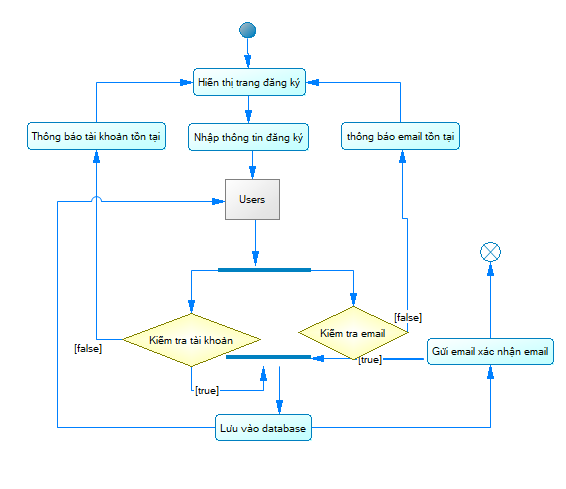 Hiển thị trang đăng ký
Thông báo tài khoản tồn tại
Nhập thông tin đăng ký
thông báo email tồn tại
Users
[false]
Kiểm tra email
Kiểm tra tài khoản
[false]
[true]
Gửi email xác nhận email
[true]
Lưu vào database